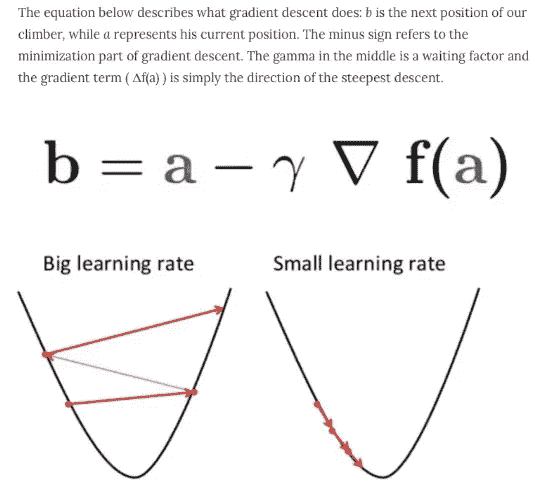 The equation below describes what gradient descent does: b is the next position of our
climber, while a represents his current position. The minus sign refers to the
minimization part of gradient descent. The gamma in the middle is a waiting factor and
the gradient term ( Δf(a) ) is simply the direction of the steepest descent.
b = a − γ ∇ f(a)
Big learning rate
Small learning rate